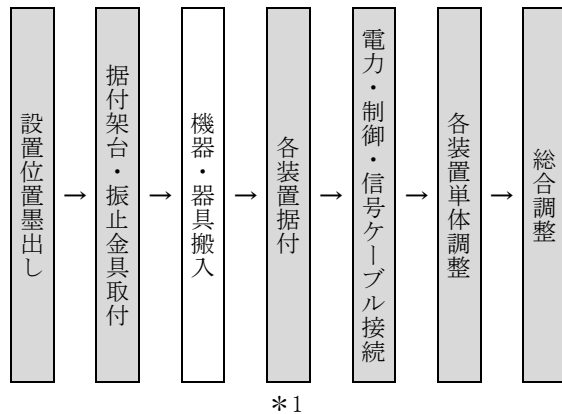 設置位置墨出し
→
据付架台・振止金具取付
→
機器・器具搬入
→
各装置据付
→
電力・制御・信号ケーブル接続
→
各装置単体調整
→
総合調整
＊1